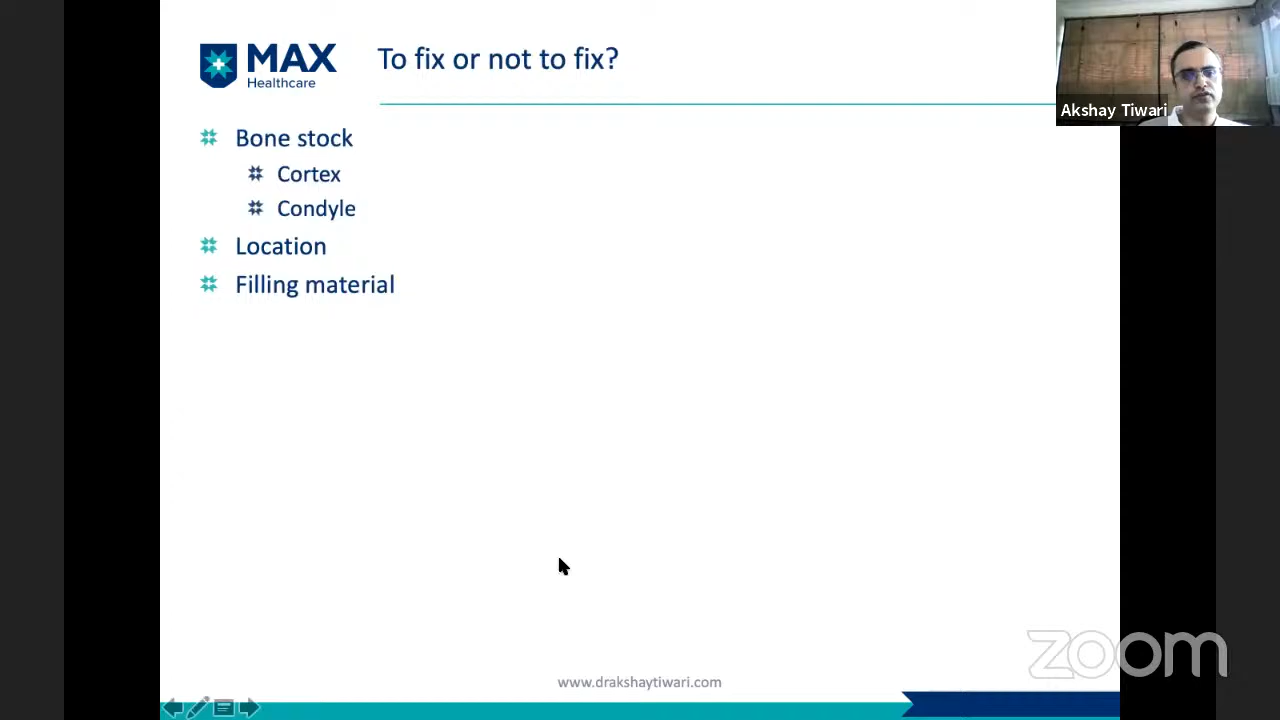 MAX
Healthcare
To fix or not to fix?
Akshay Tiwari
Bone stock
Cortex
Condyle
Location
Filling material
zoom
www.drakshaytiwari.com